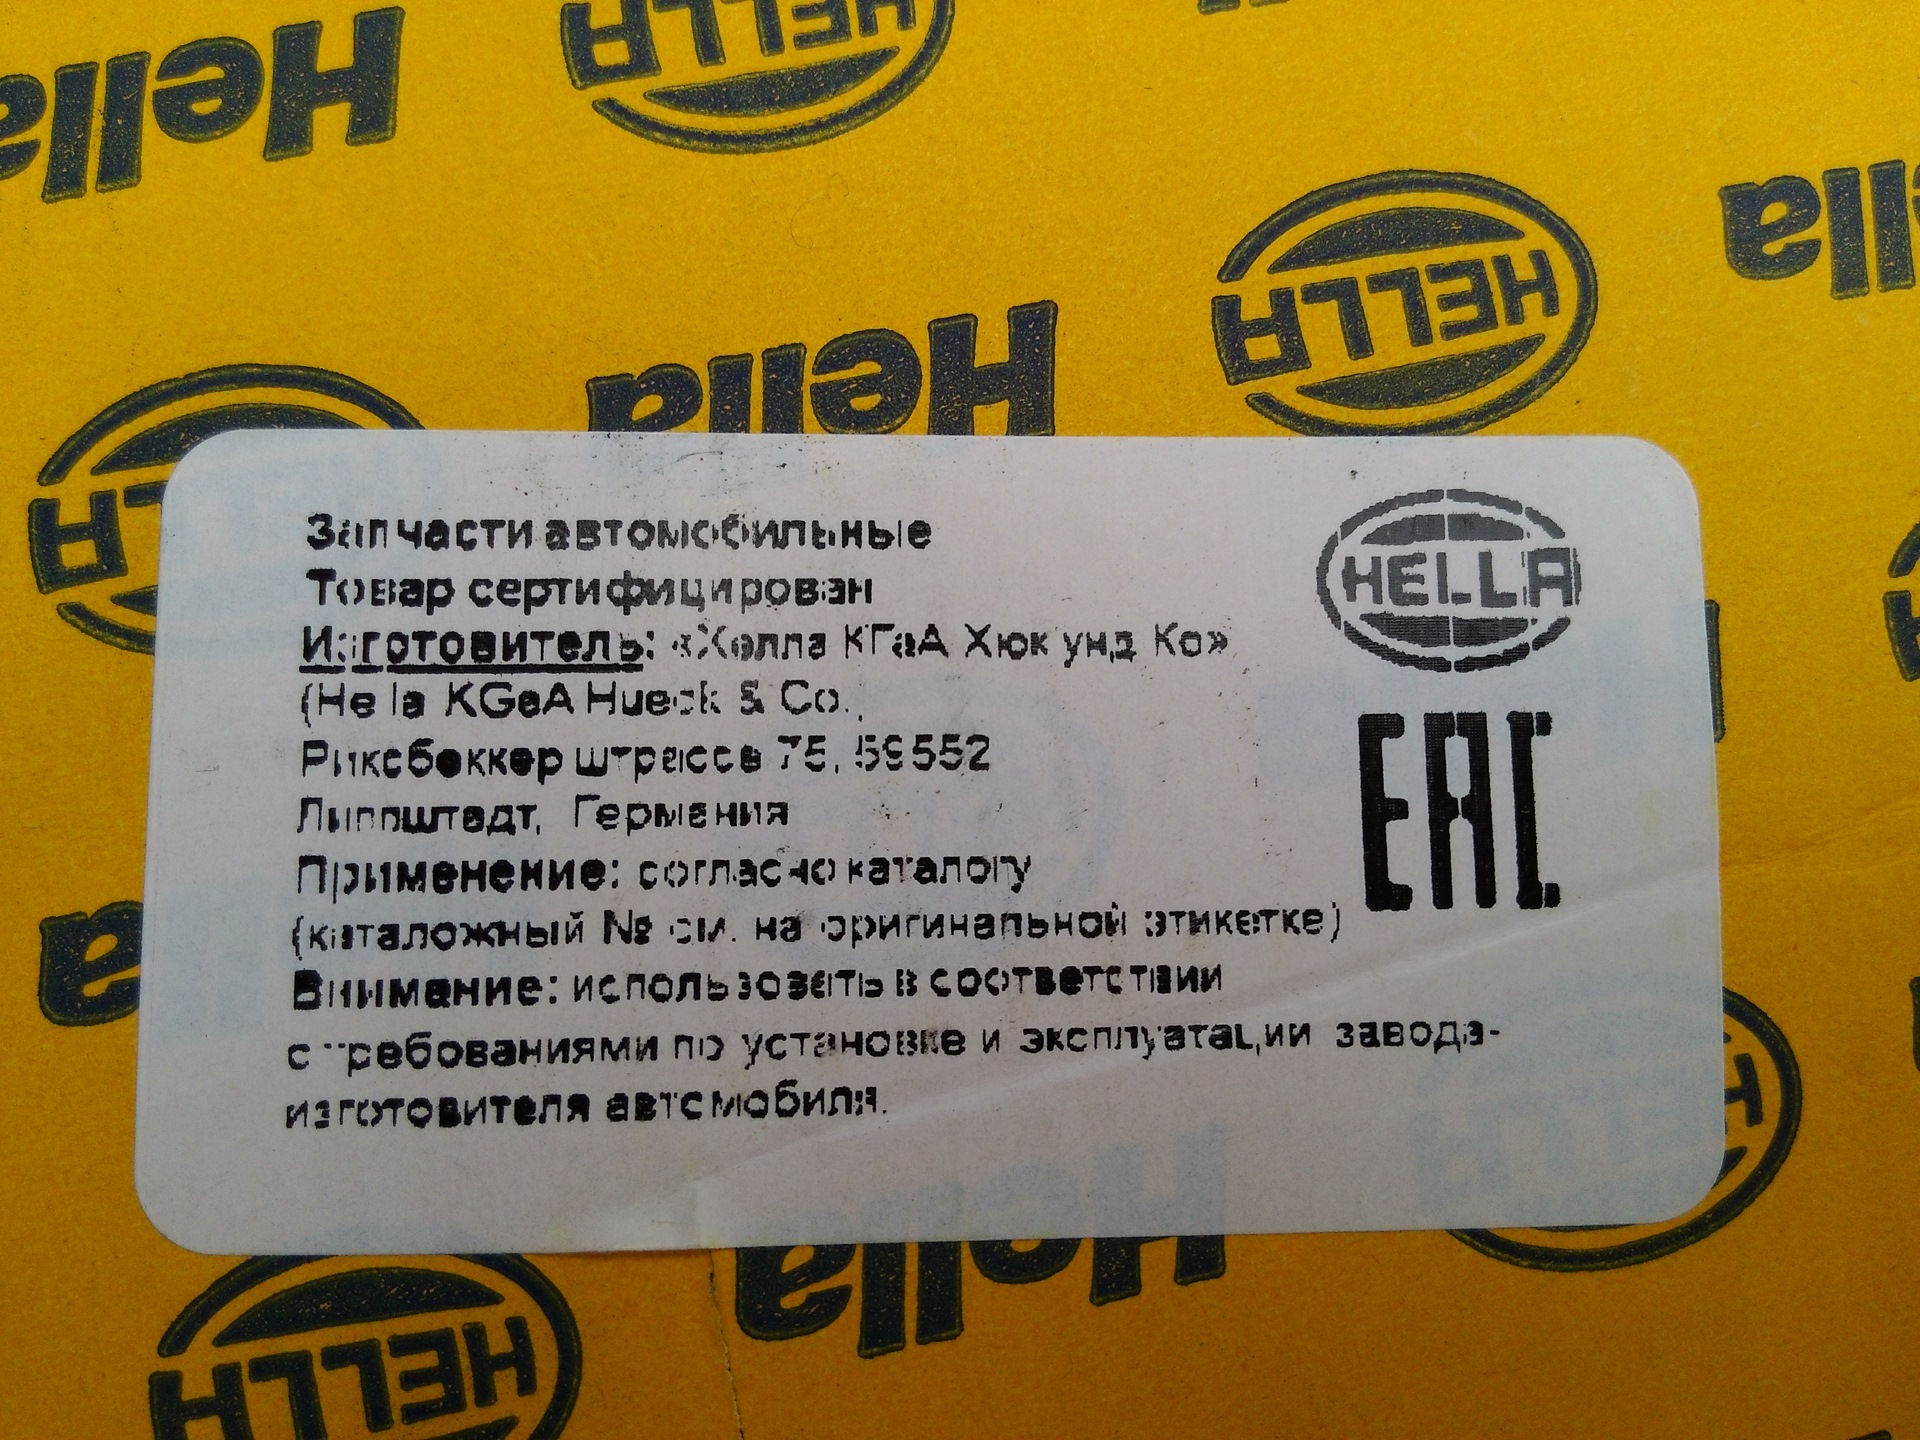 Hella
HELLA
HELLA
Hella
Hella
HELLA
Запчасти автомобильные
Товар сертифицирован
Изготовитель: «Хелла КГаА Хюк унд Ко»
(Hella KGaA Hueck & Co.,
Риксбеккер штрассе 75, 59552
Липпштадт, Германия
Применение: согласно каталогу
(каталожный № см. на оригинальной этикетке)
Внимание: использовать в соответствии
с требованиями по установке и эксплуатации завода-
изготовителя автомобиля.
HELLA
EAC
Hella
HELLA